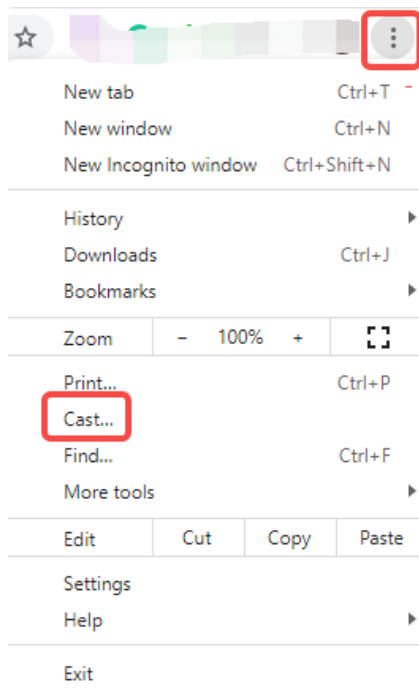 New tab Ctrl+T
New window Ctrl+N
New Incognito window Ctrl+Shift+N
History
Downloads Ctrl+J
Bookmarks
Zoom − 100% +
Print... Ctrl+P
Cast...
Find... Ctrl+F
More tools
Edit Cut Copy Paste
Settings
Help
Exit